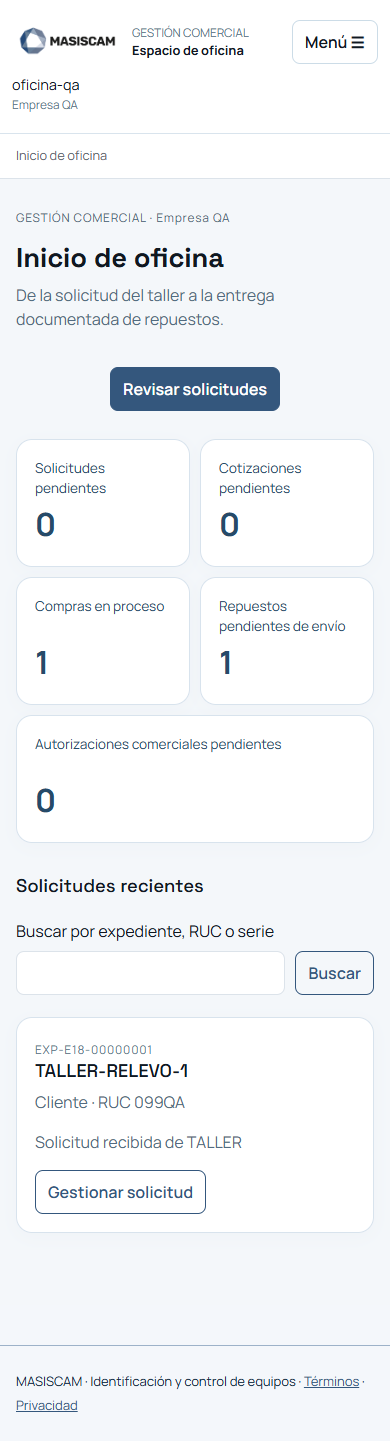 MASISCAM
GESTIÓN COMERCIAL
Espacio de oficina
Menú ☰
oficina-qa
Empresa QA
Inicio de oficina
GESTIÓN COMERCIAL · Empresa QA
Inicio de oficina
De la solicitud del taller a la entrega
documentada de repuestos.
Revisar solicitudes
Solicitudes
pendientes
0
Cotizaciones
pendientes
0
Compras en proceso
1
Repuestos
pendientes de envío
1
Autorizaciones comerciales pendientes
0
Solicitudes recientes
Buscar por expediente, RUC o serie
Buscar
EXP-E18-00000001
TALLER-RELEVO-1
Cliente · RUC 099QA
Solicitud recibida de TALLER
Gestionar solicitud
MASISCAM · Identificación y control de equipos · Términos ·
Privacidad